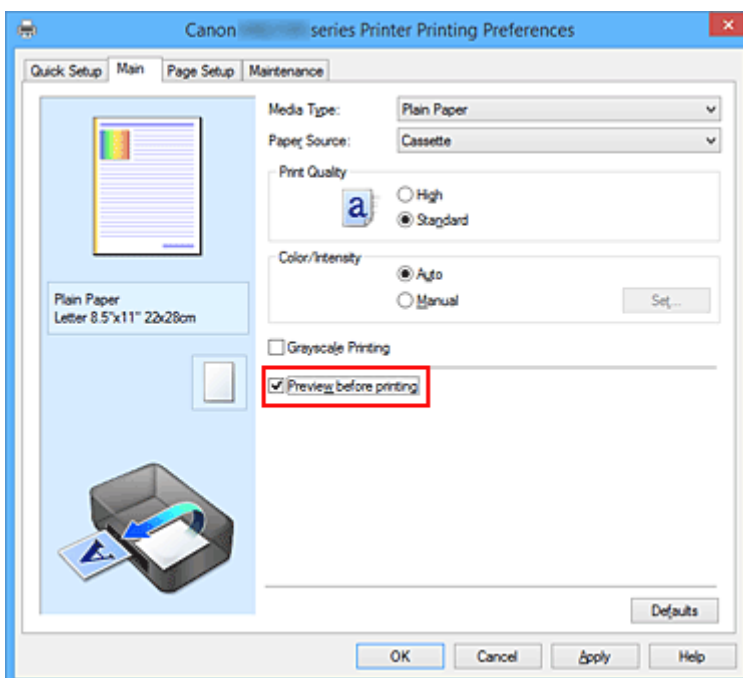 Canon series Printer Printing Preferences
Quick Setup Main Page Setup Maintenance
Media Type: Plain Paper
Paper Source: Cassette
Print Quality
a
High
Standard
Color/Intensity
Auto
Manual
Set...
Plain Paper
Letter 8.5"x11" 22x28cm
Grayscale Printing
Preview before printing
A
Defaults
OK Cancel Apply Help